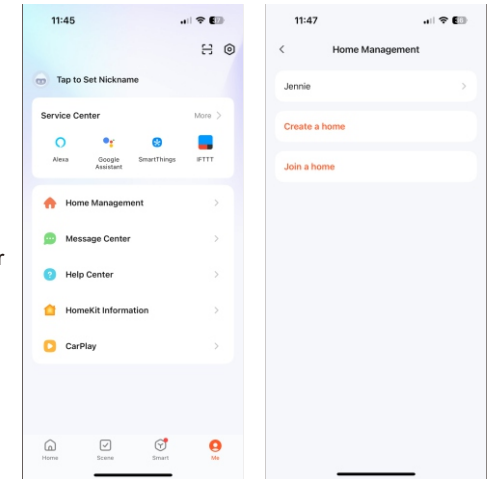 11:45
Tap to Set Nickname
Service Center
More >
Alexa
Google
Assistant
SmartThings
IFTTT
Home Management
Message Center
Help Center
HomeKit Information
CarPlay
Home
Scene
Smart
Me
r
11:47
Home Management
Jennie
Create a home
Join a home